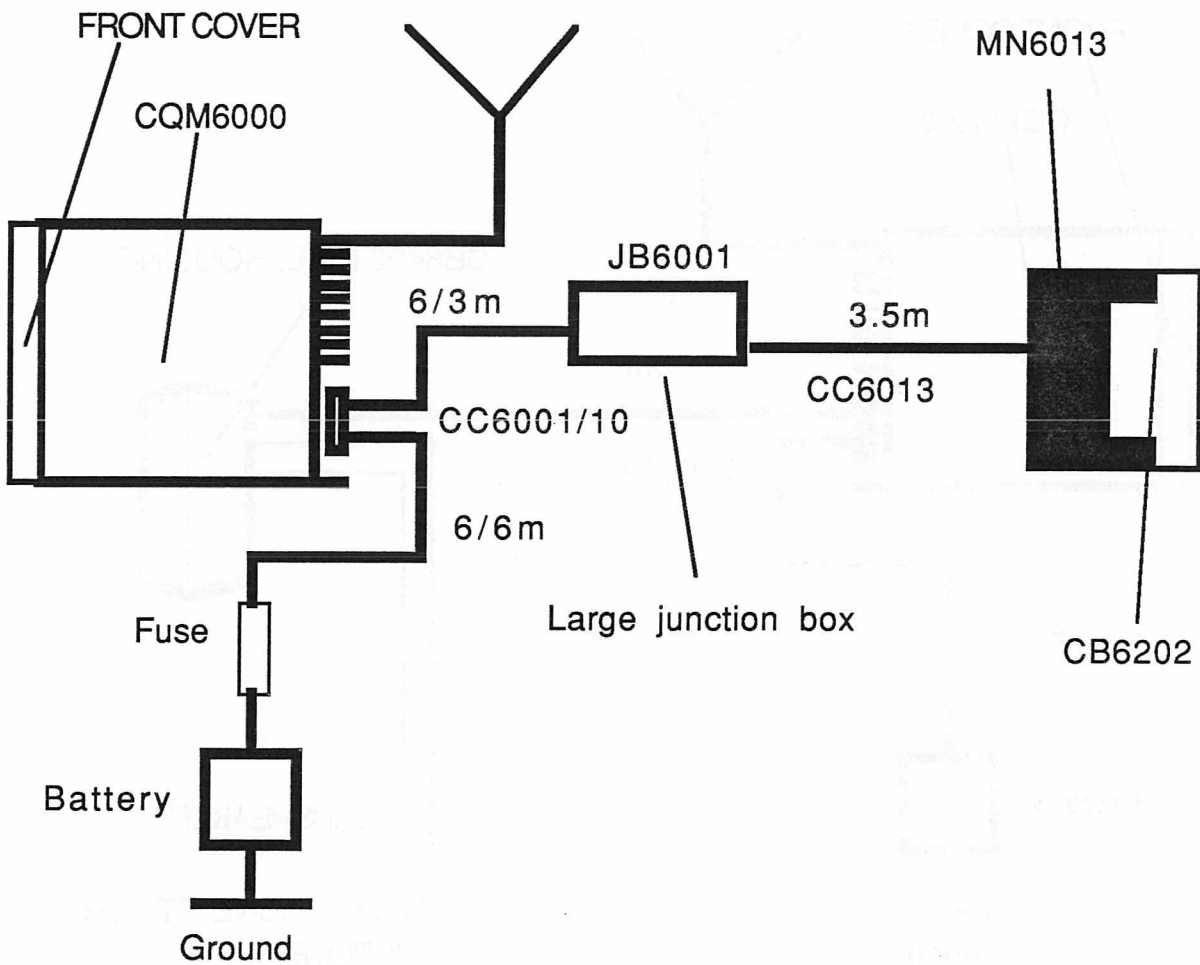 FRONT COVER
MN6013
CQM6000
JB6001
6/3m
3.5m
CC6013
CC6001/10
6/6m
Large junction box
Fuse
CB6202
Battery
Ground